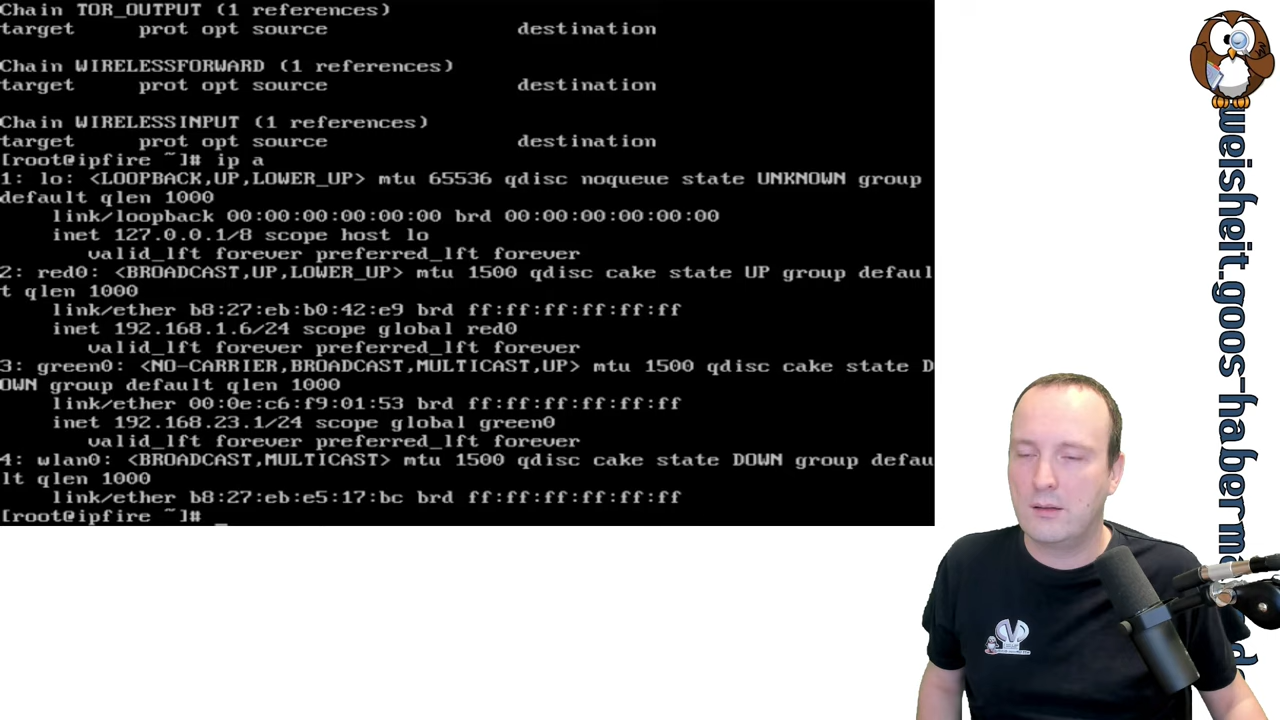 Chain TOR_OUTPUT (1 references)
target     prot opt source               destination
Chain WIRELESSFORWARD (1 references)
target     prot opt source               destination
Chain WIRELESSINPUT (1 references)
target     prot opt source               destination
[root@ipfire ~]# ip a
1: lo: <LOOPBACK,UP,LOWER_UP> mtu 65536 qdisc noqueue state UNKNOWN group
default qlen 1000
    link/loopback 00:00:00:00:00:00 brd 00:00:00:00:00:00
    inet 127.0.0.1/8 scope host lo
       valid_lft forever preferred_lft forever
2: red0: <BROADCAST,UP,LOWER_UP> mtu 1500 qdisc cake state UP group defaul
t qlen 1000
    link/ether b8:27:eb:b0:42:e9 brd ff:ff:ff:ff:ff:ff
    inet 192.168.1.6/24 scope global red0
       valid_lft forever preferred_lft forever
3: green0: <NO-CARRIER,BROADCAST,MULTICAST,UP> mtu 1500 qdisc cake state D
OWN group default qlen 1000
    link/ether 00:0e:c6:f9:01:53 brd ff:ff:ff:ff:ff:ff
    inet 192.168.23.1/24 scope global green0
       valid_lft forever preferred_lft forever
4: wlan0: <BROADCAST,MULTICAST> mtu 1500 qdisc cake state DOWN group defau
lt qlen 1000
    link/ether b8:27:eb:e5:17:bc brd ff:ff:ff:ff:ff:ff
[root@ipfire ~]# _